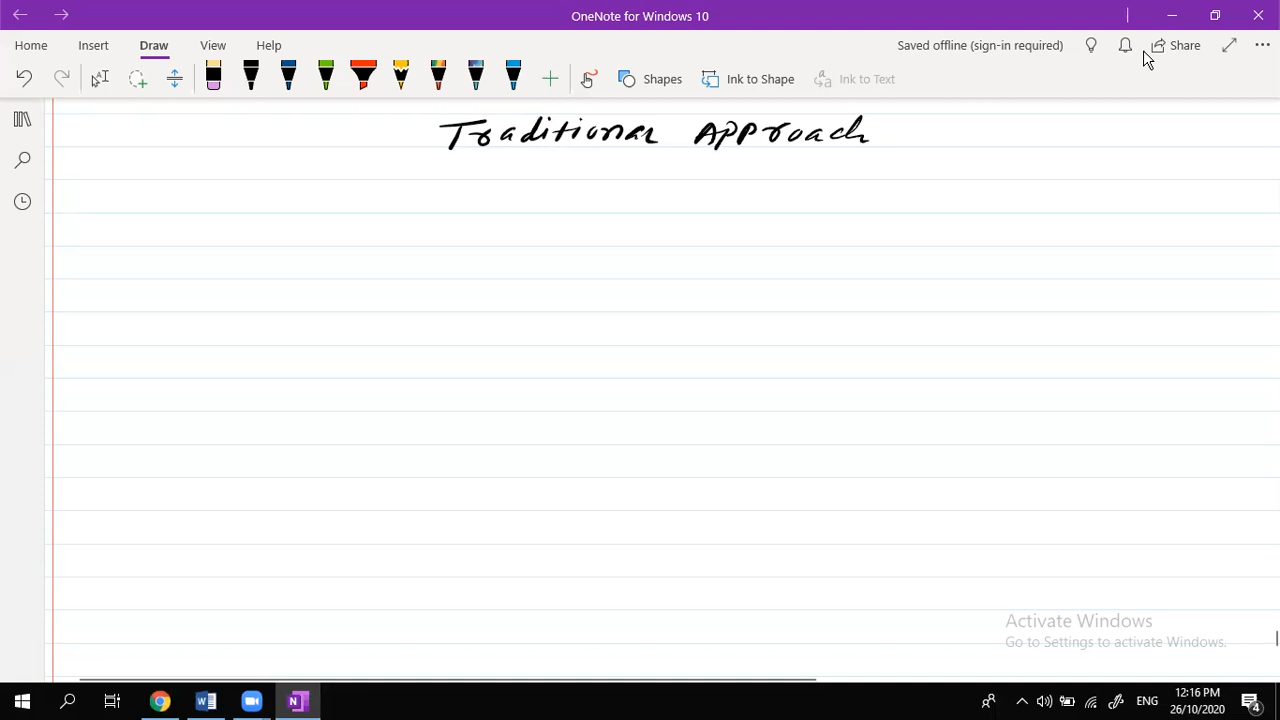 OneNote for Windows 10
Home Insert Draw View Help Saved offline (sign-in required) Share
Shapes Ink to Shape Ink to Text
Traditional Approach
Activate Windows
Go to Settings to activate Windows.
ENG 12:16 PM
26/10/2020 4